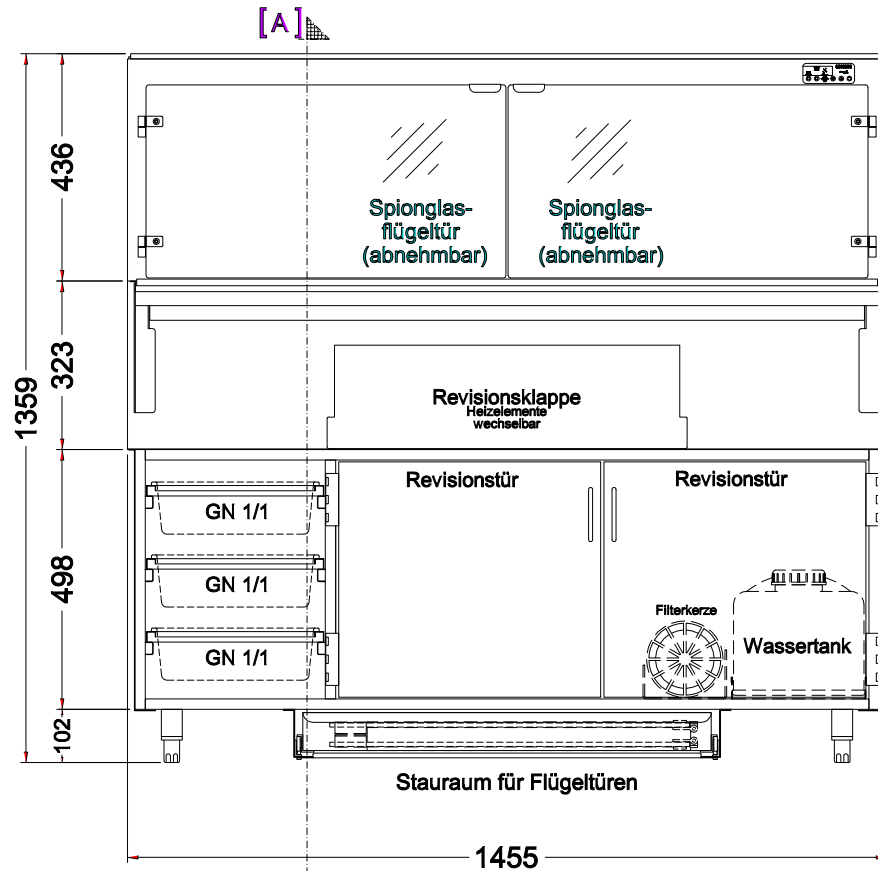 [A]
436
Spionglas-
flügeltür
(abnehmbar)
Spionglas-
flügeltür
(abnehmbar)
323
1359
Revisionsklappe
Heizelemente
wechselbar
Revisionstür
Revisionstür
GN 1/1
498
GN 1/1
Filterkerze
Wassertank
GN 1/1
102
Stauraum für Flügeltüren
1455